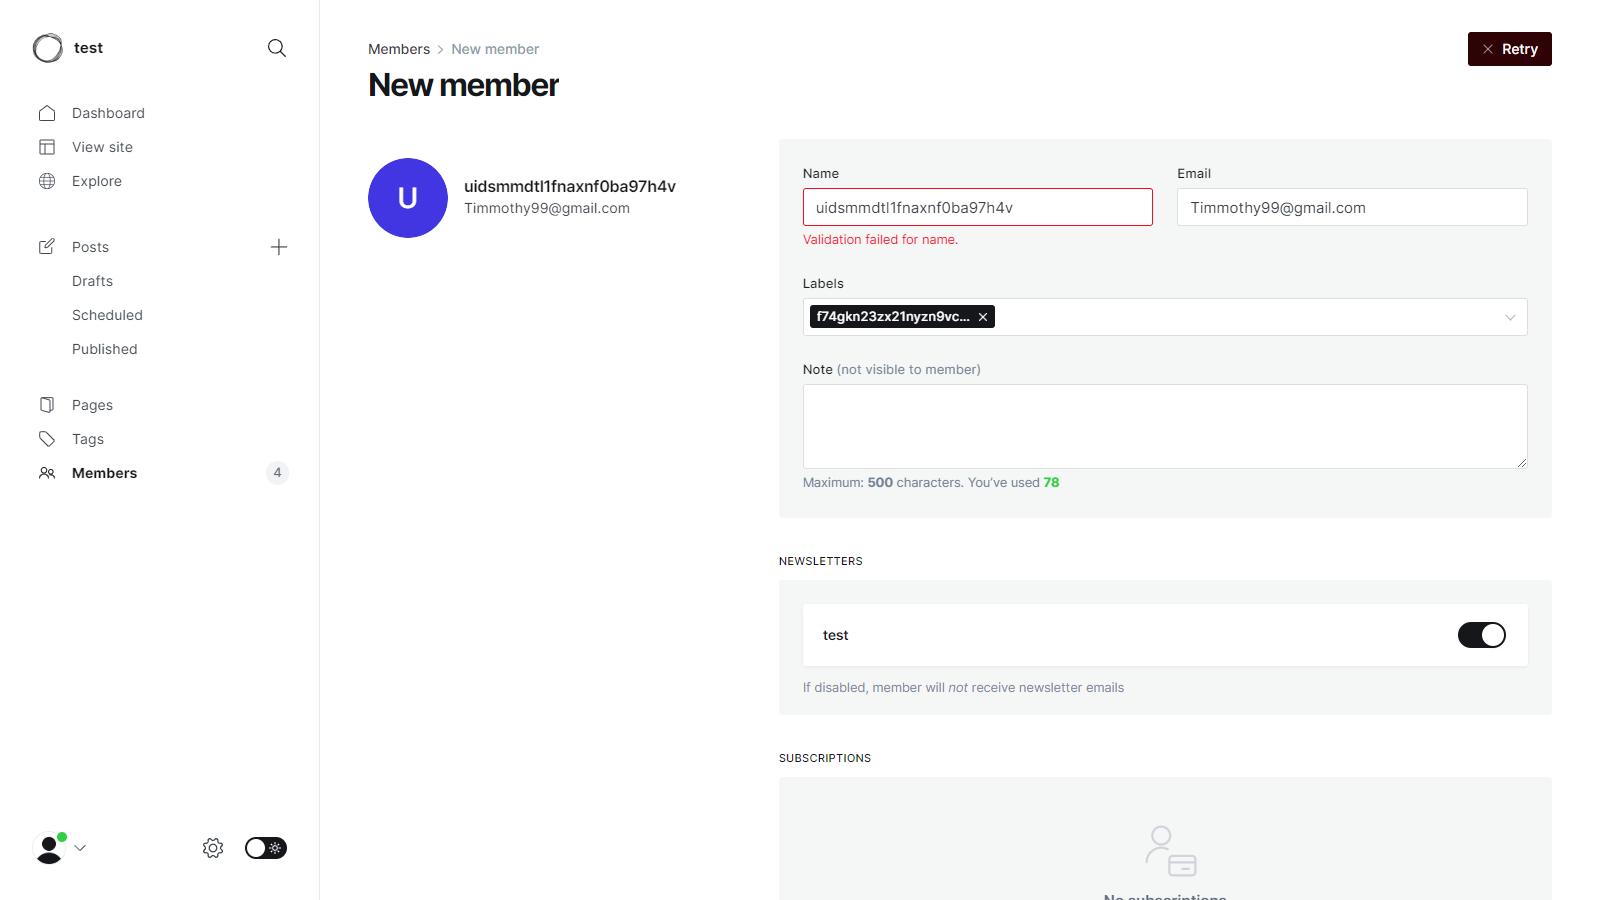 test
Dashboard
View site
Explore
Posts
Drafts
Scheduled
Published
Pages
Tags
Members
4
Members
New member
Retry
New member
U
uidsmmdtl1fnaxnf0ba97h4v
Timmothy99@gmail.com
Name
uidsmmdtl1fnaxnf0ba97h4v
Validation failed for name.
Email
Timmothy99@gmail.com
Labels
f74gkn23zx21nyzn9vc...
Note (not visible to member)
Maximum: 500 characters. You've used 78
NEWSLETTERS
test
If disabled, member will not receive newsletter emails
SUBSCRIPTIONS
No subscriptions